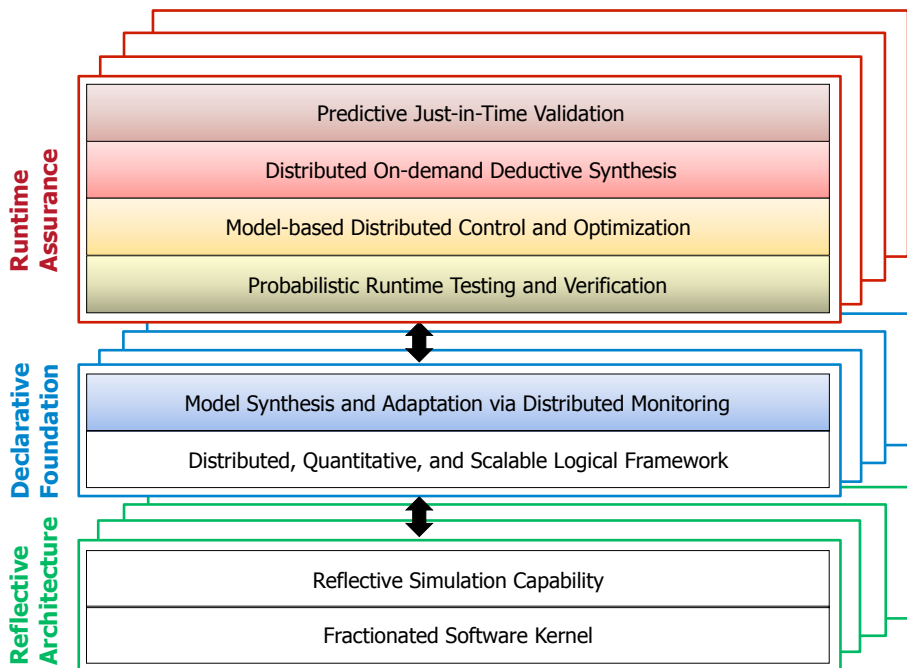 Runtime
Assurance
Predictive Just-in-Time Validation
Distributed On-demand Deductive Synthesis
Model-based Distributed Control and Optimization
Probabilistic Runtime Testing and Verification
Declarative
Foundation
Model Synthesis and Adaptation via Distributed Monitoring
Distributed, Quantitative, and Scalable Logical Framework
Reflective
Architecture
Reflective Simulation Capability
Fractionated Software Kernel